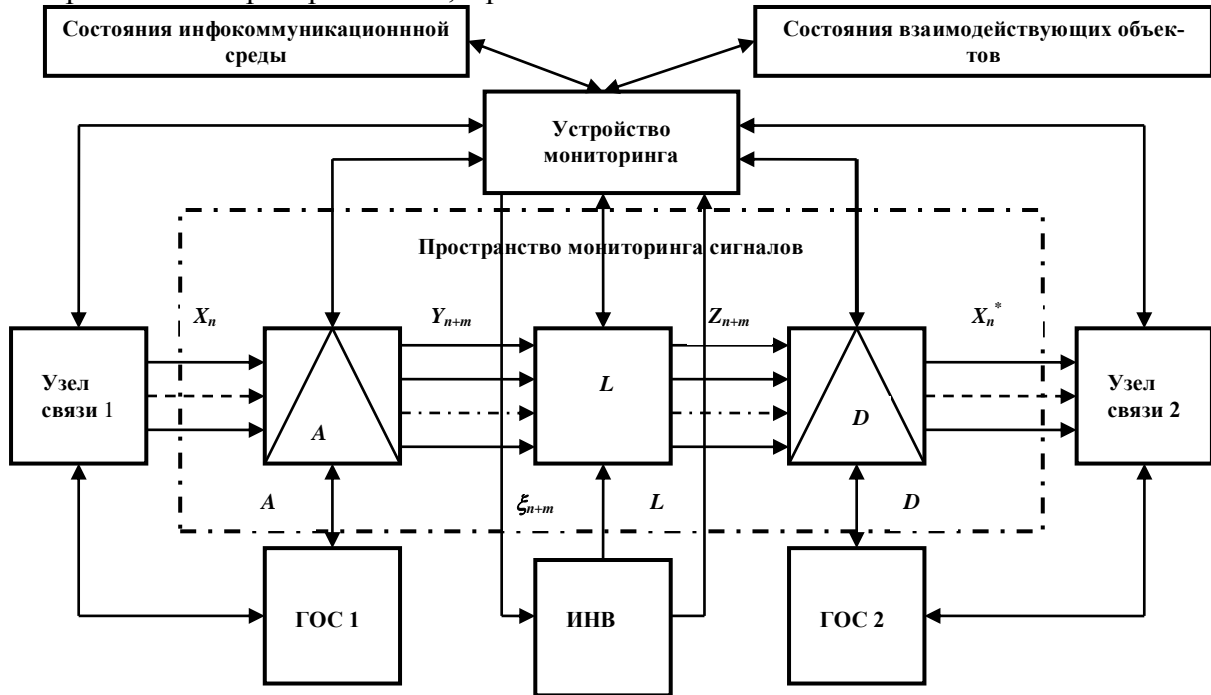 Состояния инфокоммуникационнной
среды
Состояния взаимодействующих объек-
тов
Устройство
мониторинга
Пространство мониторинга сигналов
Xn
Yn+m
Zn+m
Xn*
Узел
связи 1
A
L
D
Узел
связи 2
A
ξn+m
L
D
ГОС 1
ИНВ
ГОС 2